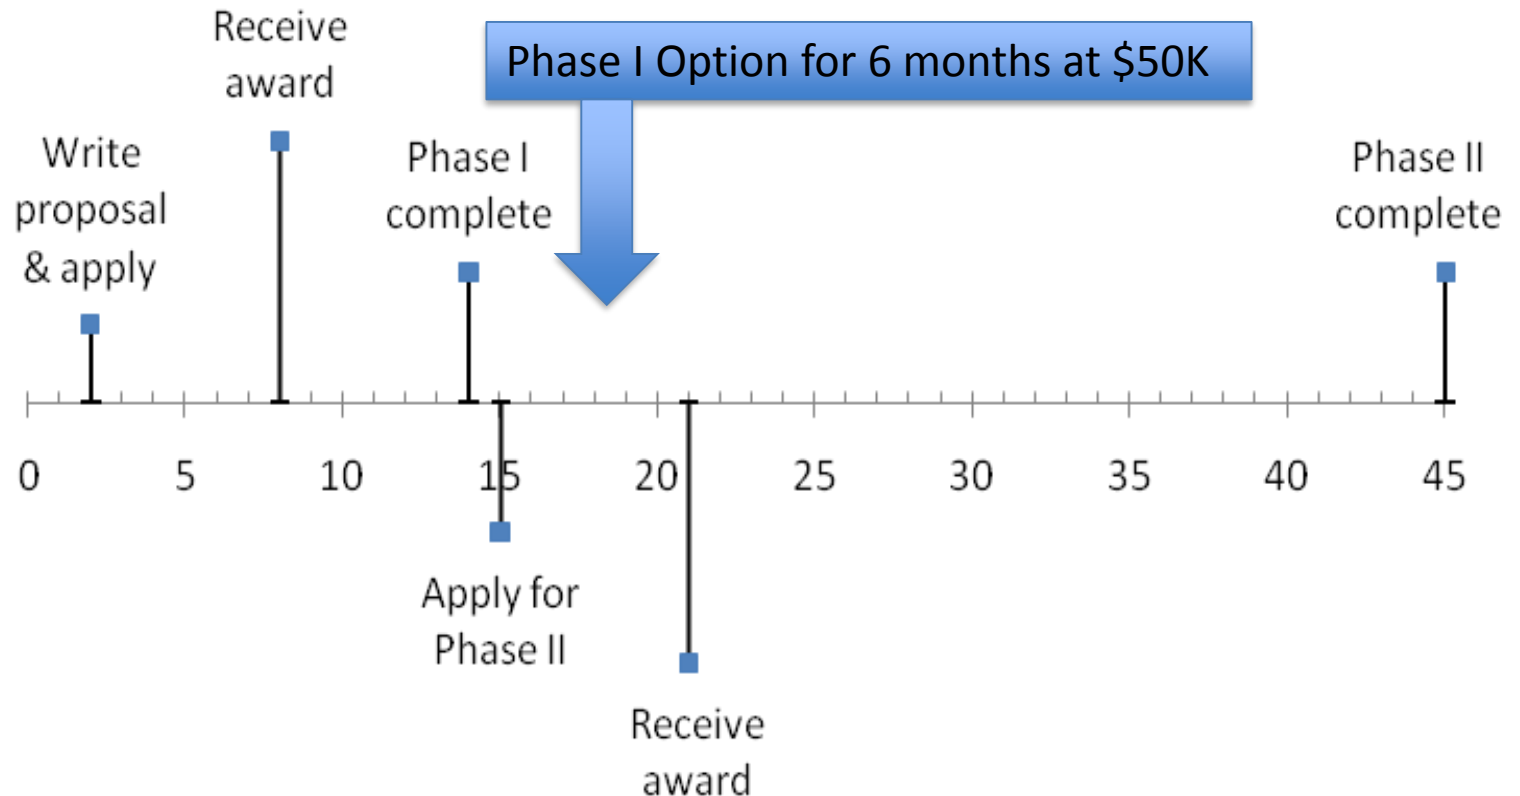 Receive
award
Phase I Option for 6 months at $50K
Write
proposal
& apply
Phase I
complete
Phase II
complete
0 5 10 15 20 25 30 35 40 45
Apply for
Phase II
Receive
award